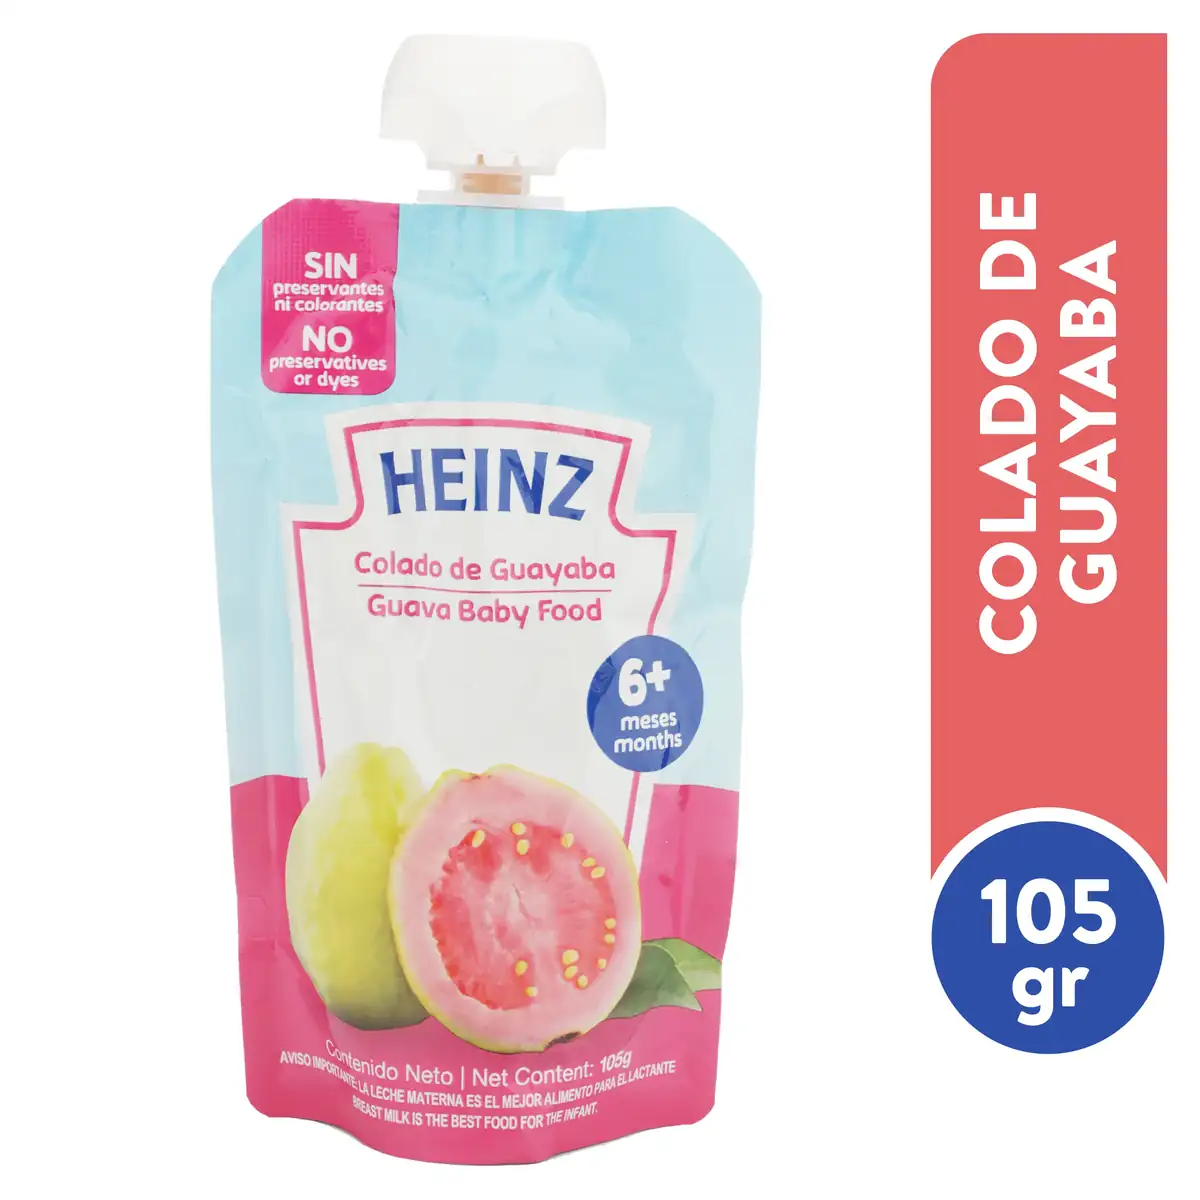 SIN
preservantes
ni colorantes
NO
preservatives
or dyes
HEINZ
Colado de Guayaba
Guava Baby Food
6+
meses
months
Contenido Neto | Net Content: 105g
AVISO IMPORTANTE: LA LECHE MATERNA ES EL MEJOR ALIMENTO PARA EL LACTANTE
BREAST MILK IS THE BEST FOOD FOR THE INFANT.
COLADO DE
GUAYABA
105
gr